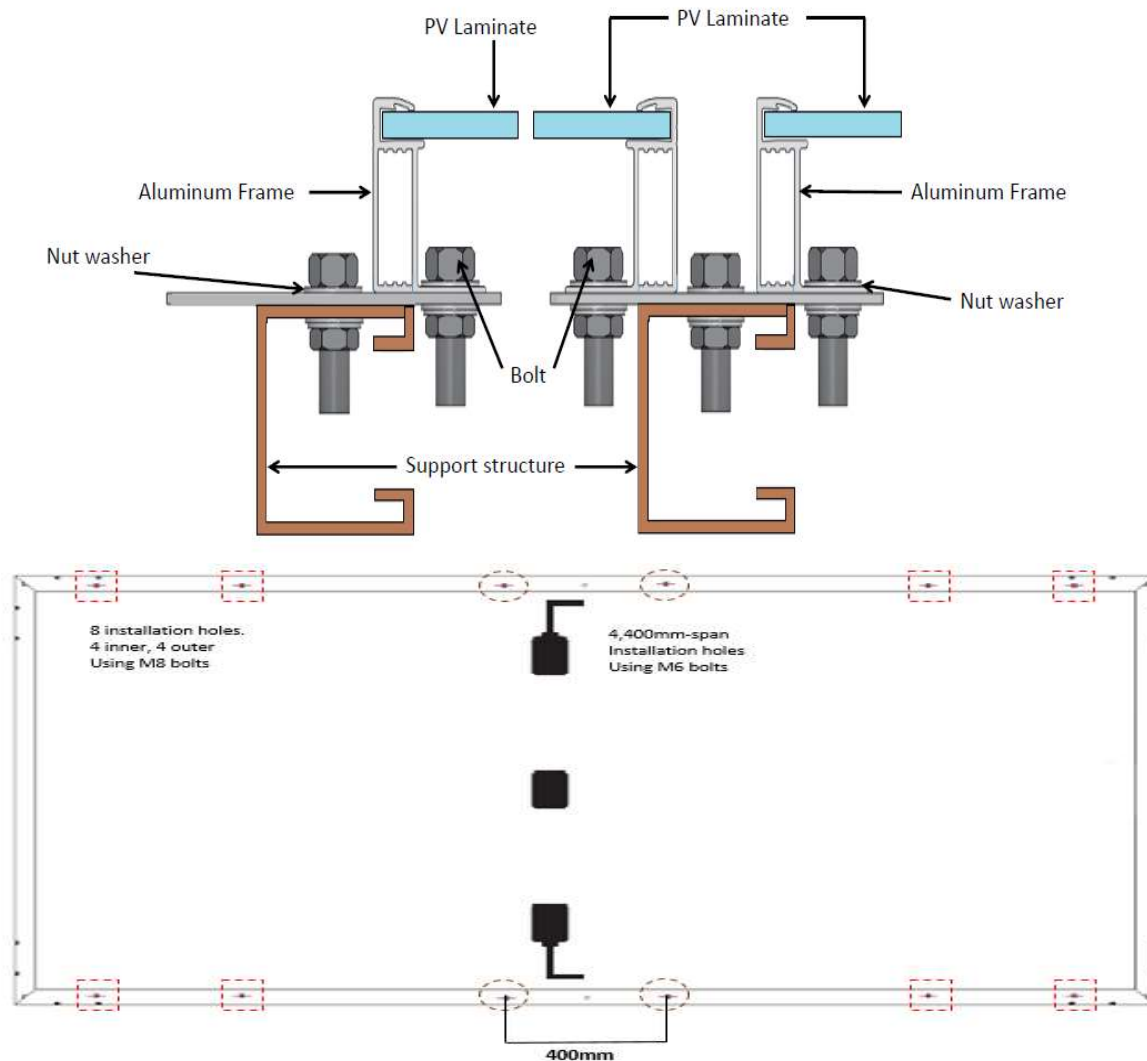 PV Laminate
PV Laminate
Aluminum Frame
Aluminum Frame
Nut washer
Nut washer
Bolt
Support structure
8 installation holes.
4 inner, 4 outer
Using M8 bolts
4,400mm-span
Installation holes
Using M6 bolts
400mm